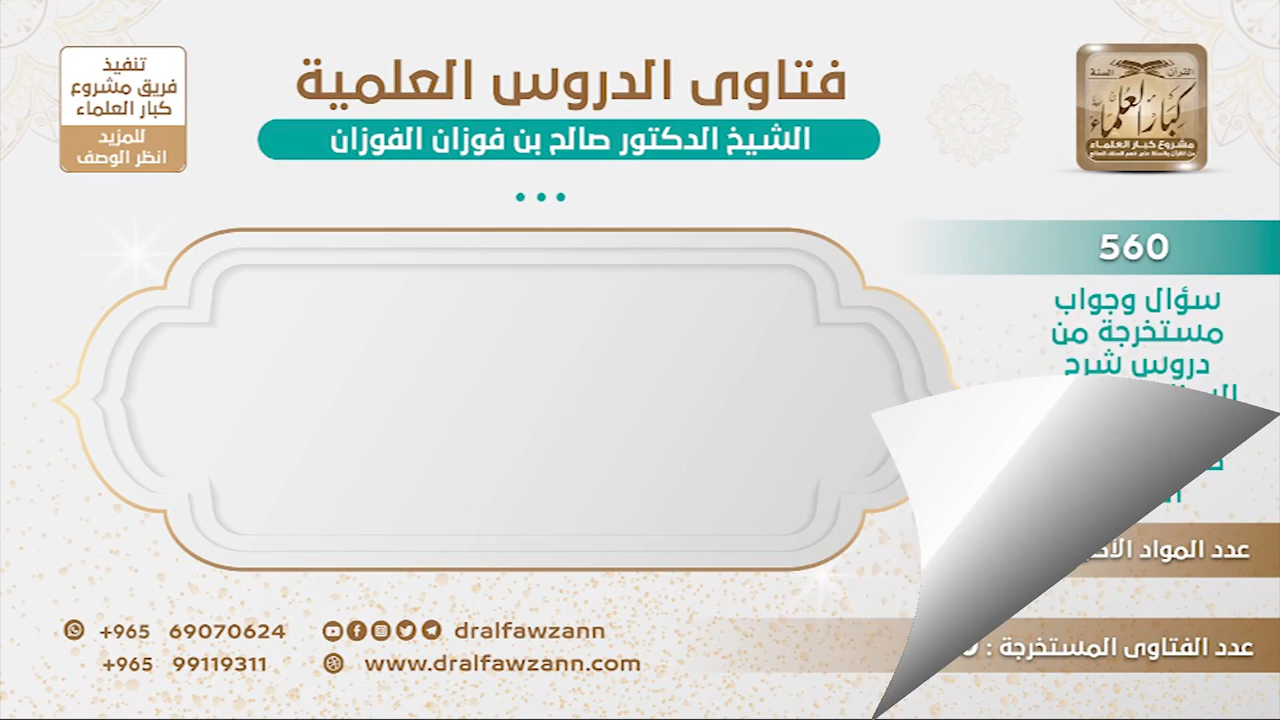 فتاوى الدروس العلمية
الشيخ الدكتور صالح بن فوزان الفوزان
القرآن السنة
كبار العلماء
مشروع كبار العلماء
تنفيذ
فريق مشروع
كبار العلماء
للمزيد
انظر الوصف
560
سؤال وجواب
مستخرجة من
دروس شرح
عدد المواد
عدد الفتاوى المستخرجة :
+965 69070624
+965 99119311
dralfawzann
www.dralfawzann.com